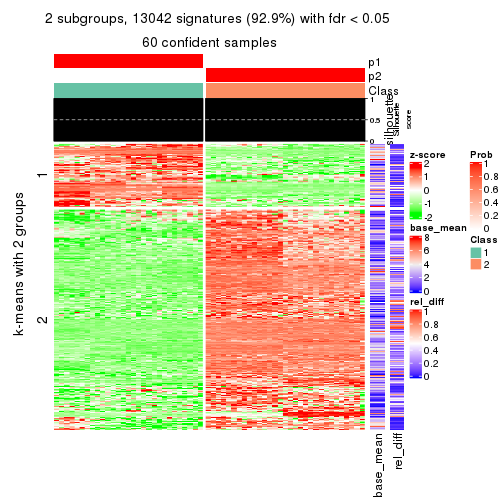 2 subgroups, 13042 signatures (92.9%) with fdr < 0.05
60 confident samples
p1
p2
Class
1
0.5
0
silhouette
Silhouette
score
k-means with 2 groups
1
2
base_mean
rel_diff
z-score
2
1
0
-1
-2
base_mean
8
6
4
2
0
rel_diff
1
0.8
0.6
0.4
0.2
0
Prob
1
0.8
0.6
0.4
0.2
0
Class
1
2